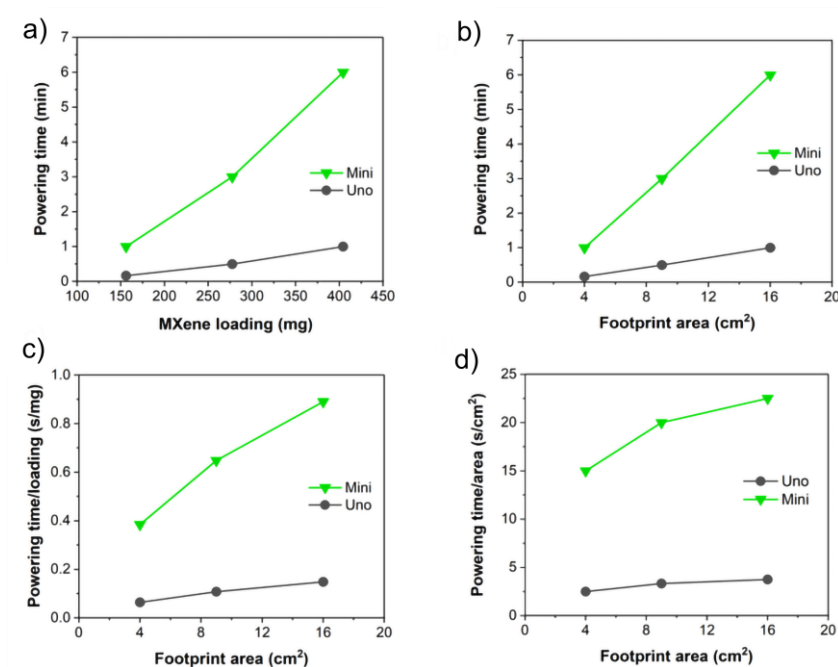 a)
7
6
5
4
3
2
1
0
Powering time (min)
Mini
Uno
100 150 200 250 300 350 400 450
MXene loading (mg)
b)
7
6
5
4
3
2
1
0
Powering time (min)
Mini
Uno
0 4 8 12 16 20
Footprint area (cm²)
c)
1.0
0.8
0.6
0.4
0.2
0.0
Powering time/loading (s/mg)
Mini
Uno
0 4 8 12 16 20
Footprint area (cm²)
d)
25
20
15
10
5
0
Powering time/area (s/cm²)
Uno
Mini
0 4 8 12 16 20
Footprint area (cm²)